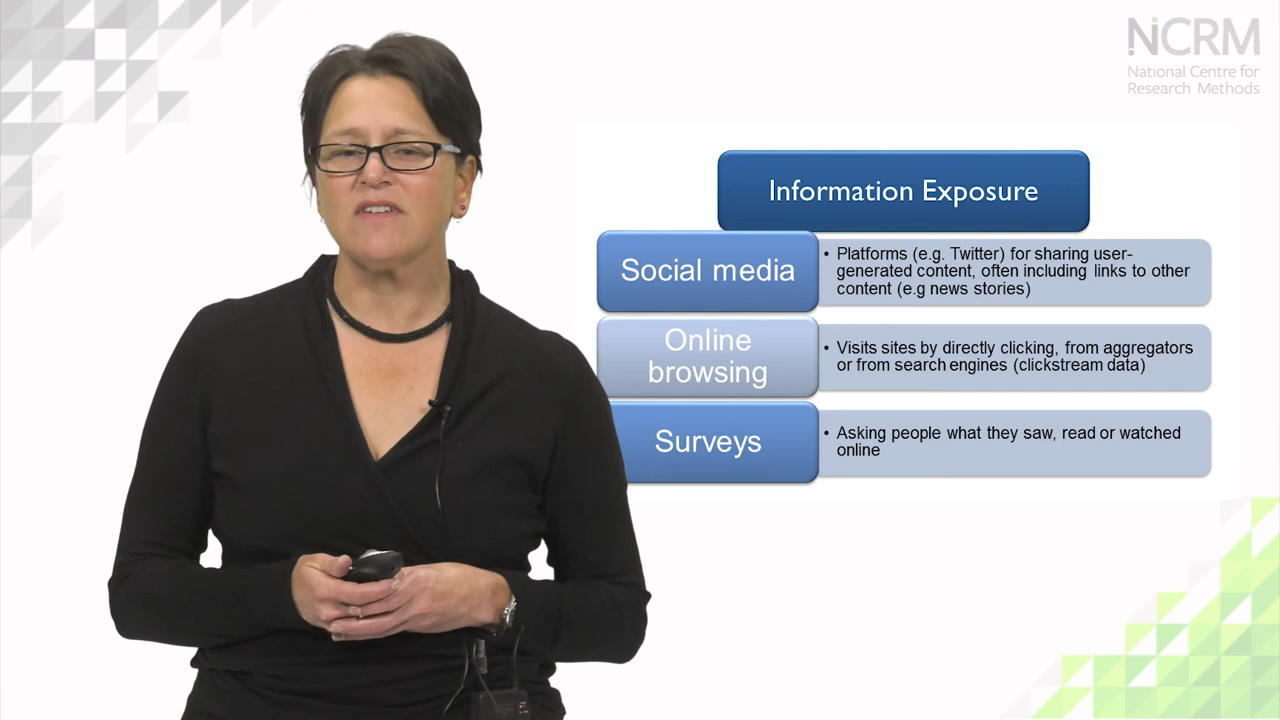 NCRM
National Centre for
Research Methods
Information Exposure
Social media
• Platforms (e.g. Twitter) for sharing user-
generated content, often including links to other
content (e.g news stories)
Online
browsing
• Visits sites by directly clicking, from aggregators
or from search engines (clickstream data)
Surveys
• Asking people what they saw, read or watched
online